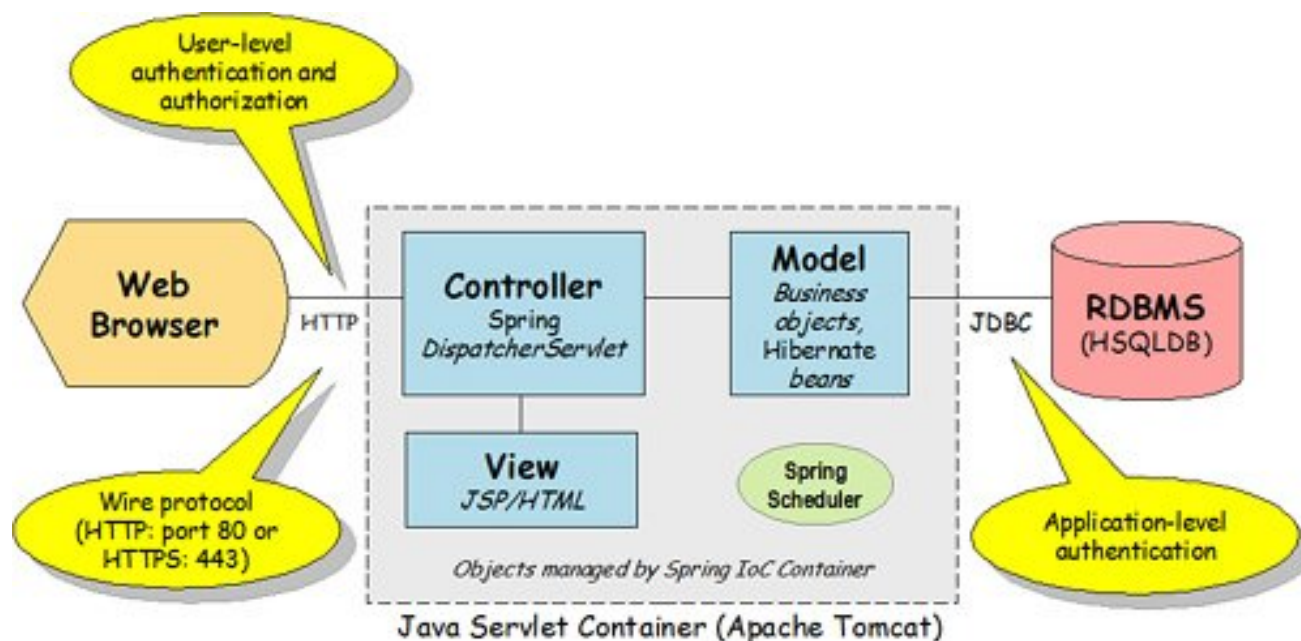 User-level
authentication and
authorization
Web
Browser
HTTP
Controller
Spring
DispatcherServlet
Model
Business
objects,
Hibernate
beans
JDBC
RDBMS
(HSQLDB)
View
JSP/HTML
Spring
Scheduler
Wire protocol
(HTTP: port 80 or
HTTPS: 443)
Application-level
authentication
Objects managed by Spring IoC Container
Java Servlet Container (Apache Tomcat)